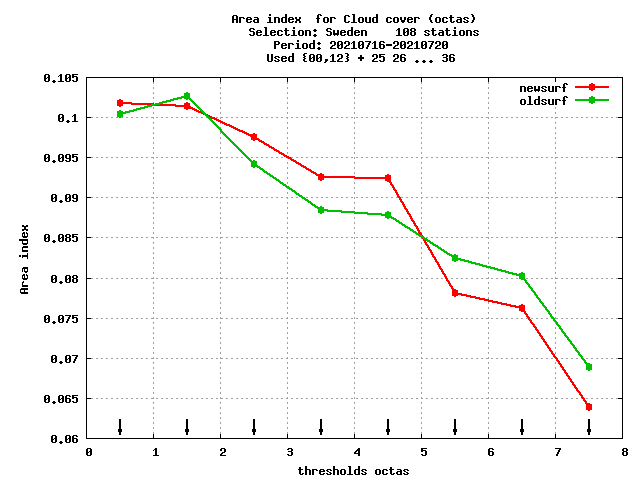 Area index  for Cloud cover (octas)
Selection: Sweden    108 stations
Period: 20210716-20210720
Used {00,12} + 25 26 ... 36
newsurf
oldsurf
0.105
0.1
0.095
0.09
0.085
0.08
0.075
0.07
0.065
0.06
Area index
0 1 2 3 4 5 6 7 8
thresholds octas